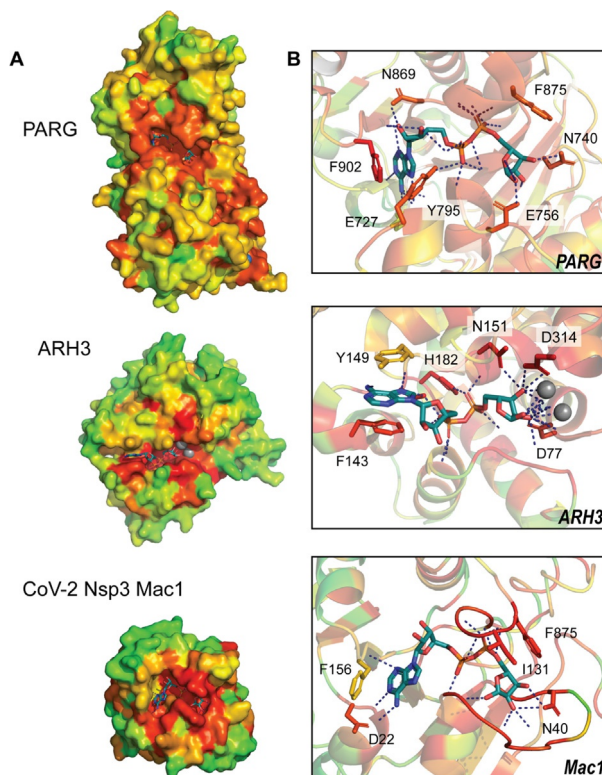 A
B
PARG
N869
F875
N740
F902
E727
Y795
E756
PARG
ARH3
N151
D314
Y149
H182
F143
D77
ARH3
CoV-2 Nsp3 Mac1
F875
F156
I131
D22
N40
Mac1